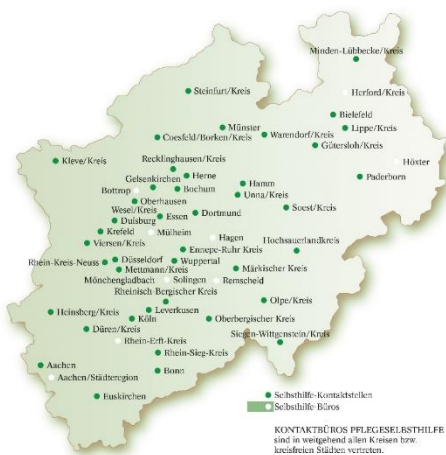 Minden-Lübbecke/Kreis
Steinfurt/Kreis
Herford/Kreis
Bielefeld
Münster
Lippe/Kreis
Coesfeld/Borken/Kreis
Warendorf/Kreis
Gütersloh/Kreis
Kleve/Kreis
Recklinghausen/Kreis
Höxter
Herne
Paderborn
Gelsenkirchen
Hamm
Bottrop
Bochum
Unna/Kreis
Oberhausen
Wesel/Kreis
Soest/Kreis
Essen
Dortmund
Duisburg
Krefeld
Mülheim
Hagen
Viersen/Kreis
Ennepe-Ruhr Kreis
Hochsauerlandkreis
Rhein-Kreis-Neuss
Düsseldorf
Wuppertal
Mettmann/Kreis
Märkischer Kreis
Mönchengladbach
Solingen
Remscheid
Rheinisch Bergischer Kreis
Olpe/Kreis
Heinsberg/Kreis
Leverkusen
Köln
Oberbergischer Kreis
Düren/Kreis
Siegen-Wittgenstein/Kreis
Rhein-Erft-Kreis
Rhein-Sieg-Kreis
Aachen
Bonn
Aachen/Städteregion
Euskirchen
Selbsthilfe-Kontaktstellen
Selbsthilfe-Büros
KONTAKTBÜROS PFLEGESELBSTHILFE
sind in weitgehend allen Kreisen bzw.
kreisfreien Städten vertreten.